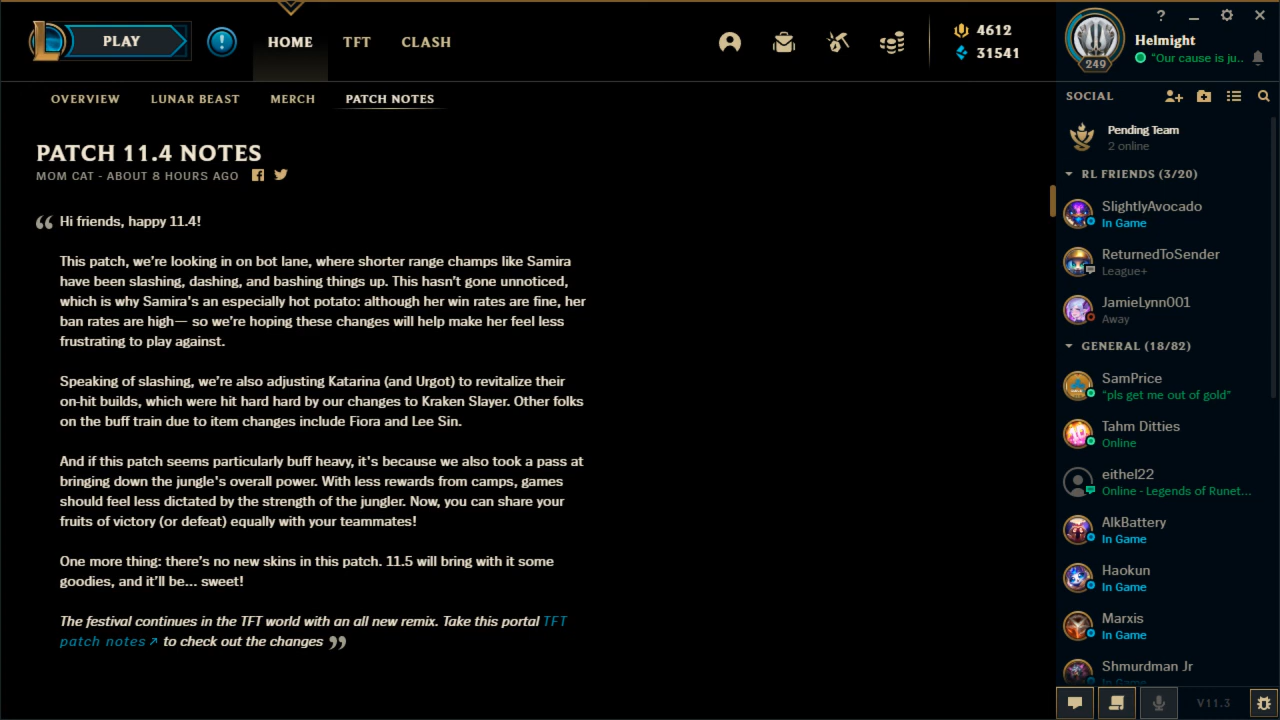 PLAY
HOME
TFT
CLASH
4612
31541
249
?
Helmight
"Our cause is ju..
OVERVIEW
LUNAR BEAST
MERCH
PATCH NOTES
PATCH 11.4 NOTES
MOM CAT - ABOUT 8 HOURS AGO
“ Hi friends, happy 11.4!
This patch, we're looking in on bot lane, where shorter range champs like Samira
have been slashing, dashing, and bashing things up. This hasn't gone unnoticed,
which is why Samira's an especially hot potato: although her win rates are fine, her
ban rates are high— so we're hoping these changes will help make her feel less
frustrating to play against.
Speaking of slashing, we're also adjusting Katarina (and Urgot) to revitalize their
on-hit builds, which were hit hard hard by our changes to Kraken Slayer. Other folks
on the buff train due to item changes include Fiora and Lee Sin.
And if this patch seems particularly buff heavy, it's because we also took a pass at
bringing down the jungle's overall power. With less rewards from camps, games
should feel less dictated by the strength of the jungler. Now, you can share your
fruits of victory (or defeat) equally with your teammates!
One more thing: there's no new skins in this patch. 11.5 will bring with it some
goodies, and it'll be... sweet!
The festival continues in the TFT world with an all new remix. Take this portal TFT
patch notes↗ to check out the changes ”
SOCIAL
Pending Team
2 online
RL FRIENDS (3/20)
SlightlyAvocado
In Game
ReturnedToSender
League+
JamieLynn001
Away
GENERAL (18/82)
SamPrice
"pls get me out of gold"
Tahm Ditties
Online
eithel22
Online - Legends of Runet...
AlkBattery
In Game
Haokun
In Game
Marxis
In Game
Shmurdman Jr
In Game
V11.3